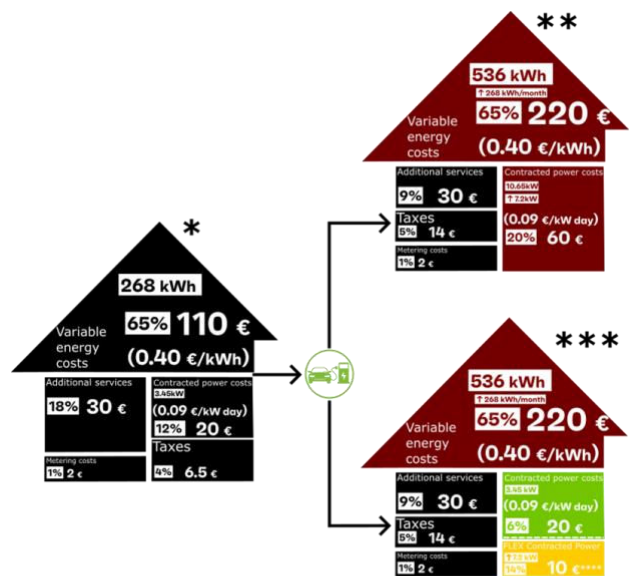 *
268 kWh
65% 110 €
Variable
energy
costs
(0.40 €/kWh)
Additional services
18% 30 €
Metering costs
1% 2 €
Contracted power costs
3.45kW
(0.09 €/kW day)
12% 20 €
Taxes
4% 6.5 €
**
536 kWh
↑ 268 kWh/month
65% 220 €
Variable
energy
costs
(0.40 €/kWh)
Additional services
9% 30 €
Taxes
5% 14 €
Metering costs
1% 2 €
Contracted power costs
10.65kW
↑ 7.2kW
(0.09 €/kW day)
20% 60 €
***
536 kWh
↑ 268 kWh/month
65% 220 €
Variable
energy
costs
(0.40 €/kWh)
Additional services
9% 30 €
Taxes
5% 14 €
Metering costs
1% 2 €
Contracted power costs
3.45 kW
(0.09 €/kW day)
6% 20 €
FLEX Contracted Power
↑ 7.2 kW
14% 10 €****